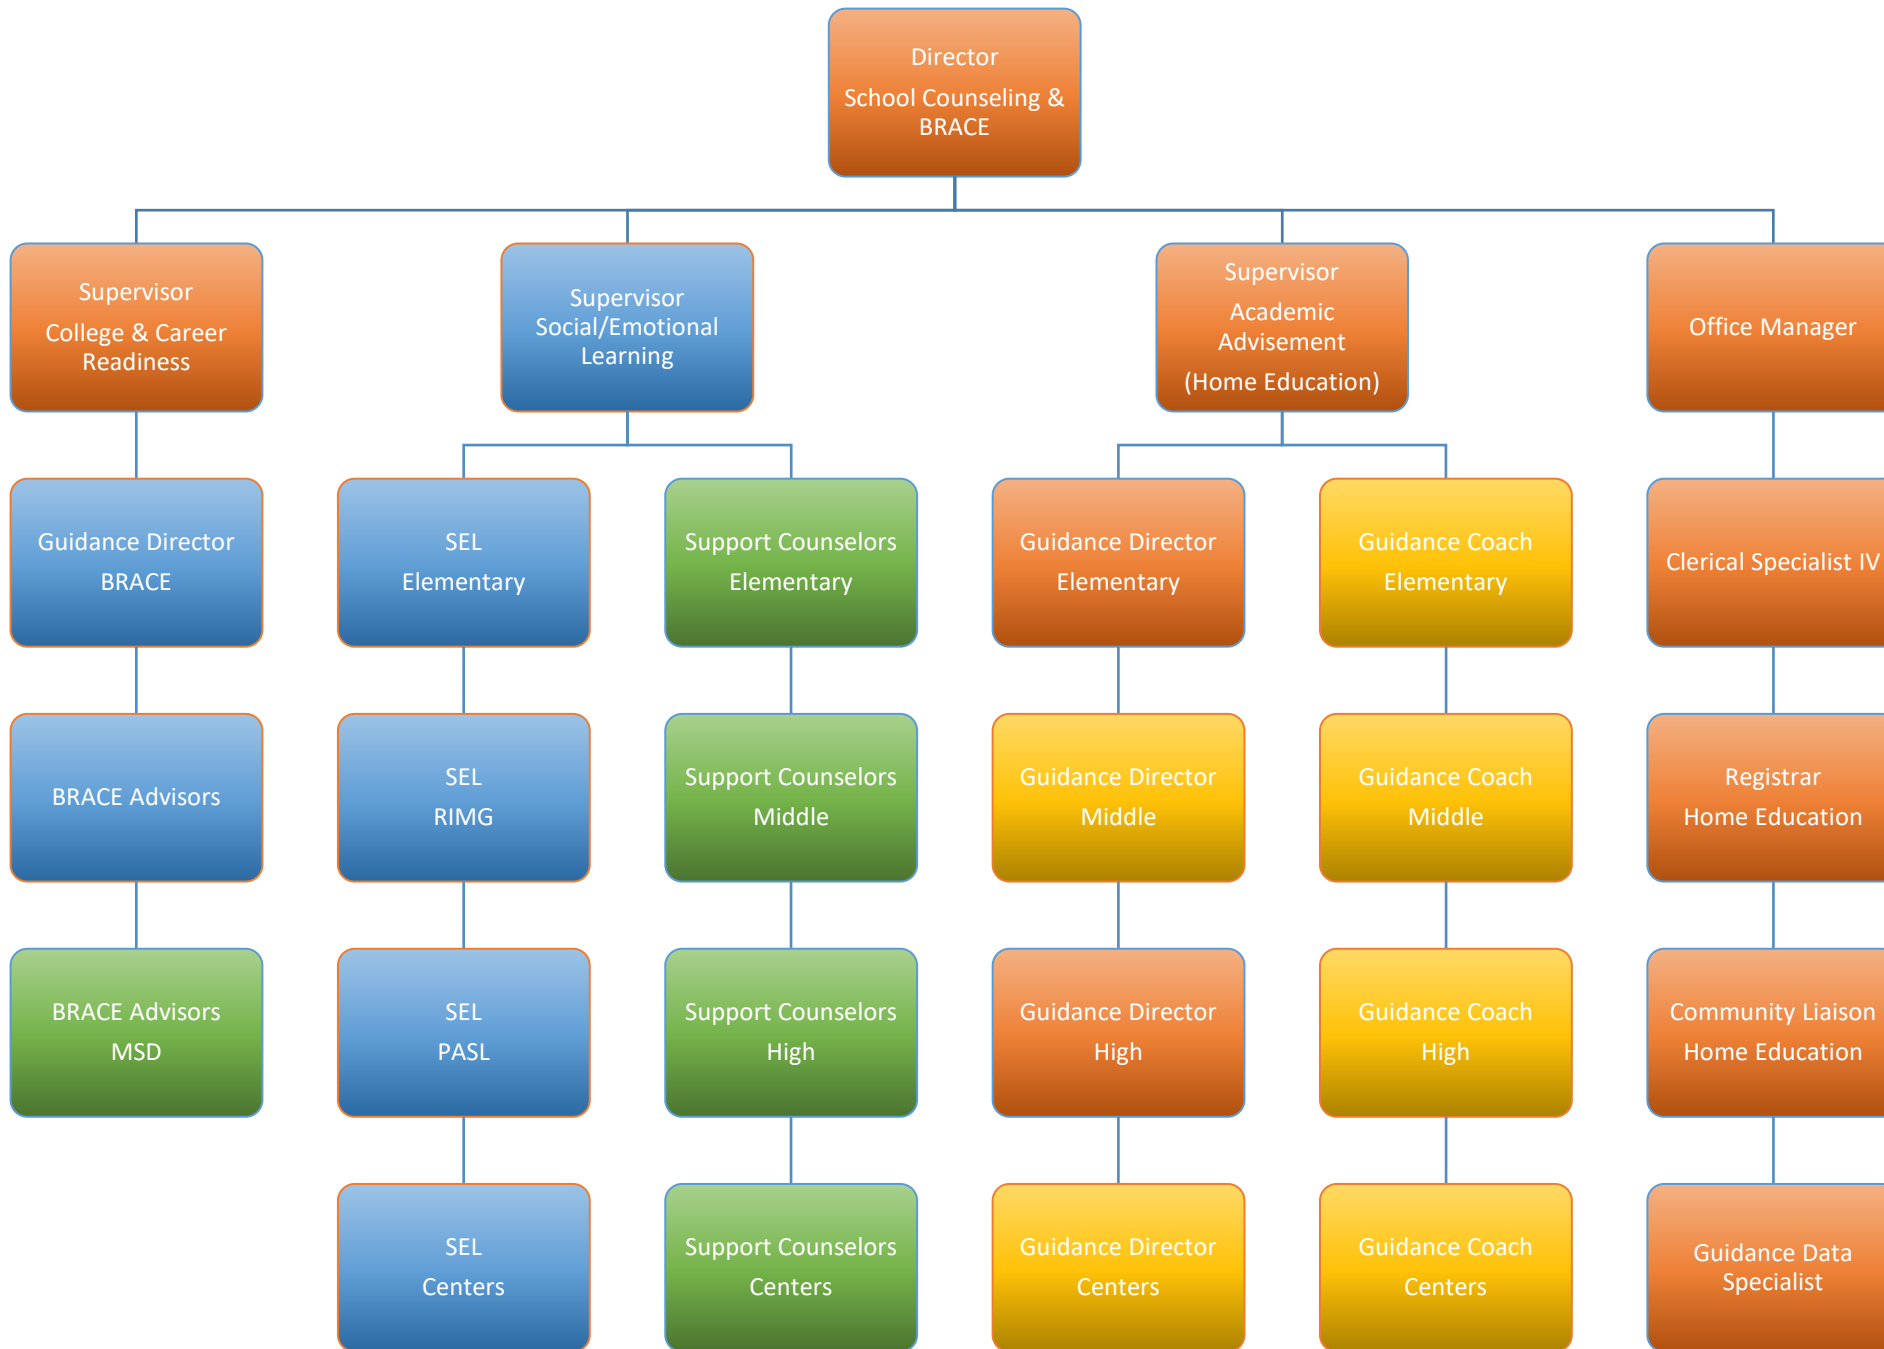 Director
School Counseling &
BRACE
Supervisor
College & Career
Readiness
Supervisor
Social/Emotional
Learning
Supervisor
Academic
Advisement
(Home Education)
Office Manager
Guidance Director
BRACE
SEL
Elementary
Support Counselors
Elementary
Guidance Director
Elementary
Guidance Coach
Elementary
Clerical Specialist IV
BRACE Advisors
SEL
RIMG
Support Counselors
Middle
Guidance Director
Middle
Guidance Coach
Middle
Registrar
Home Education
BRACE Advisors
MSD
SEL
PASL
Support Counselors
High
Guidance Director
High
Guidance Coach
High
Community Liaison
Home Education
SEL
Centers
Support Counselors
Centers
Guidance Director
Centers
Guidance Coach
Centers
Guidance Data
Specialist